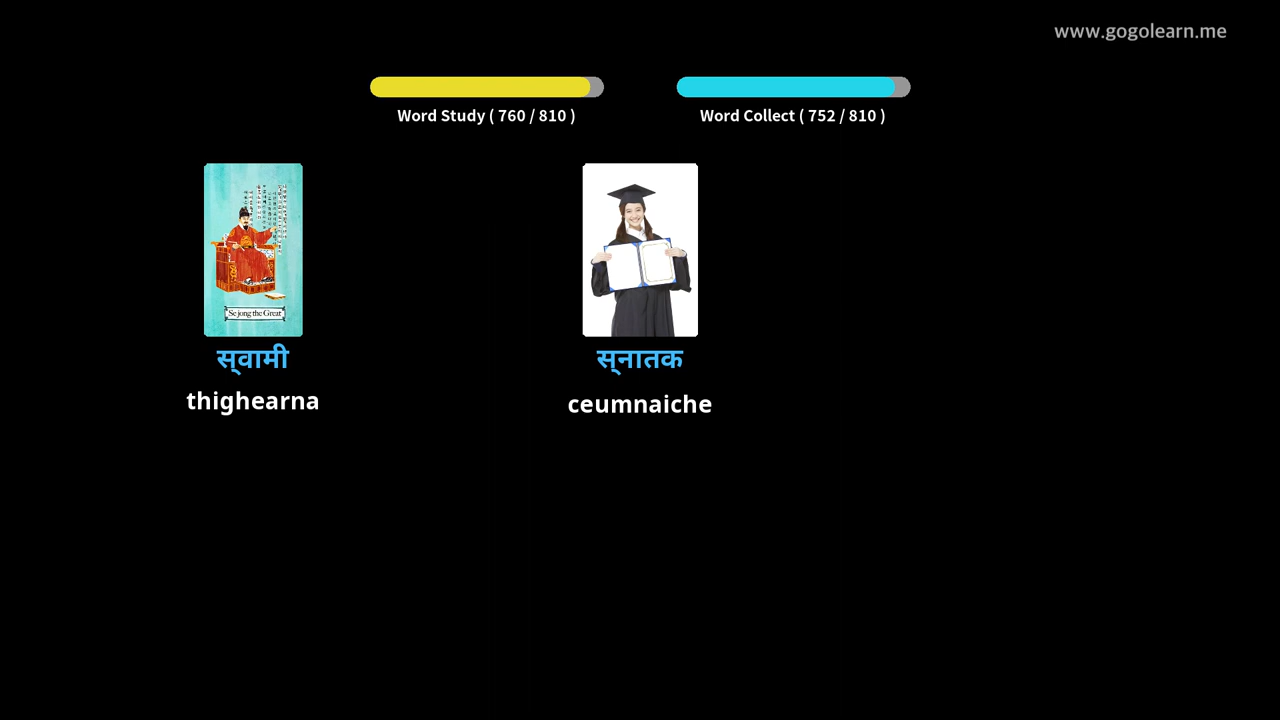 www.gogolearn.me
Word Study ( 760 / 810 )
Word Collect ( 752 / 810 )
Sejong the Great
स्वामी
स्नातक
thighearna
ceumnaiche